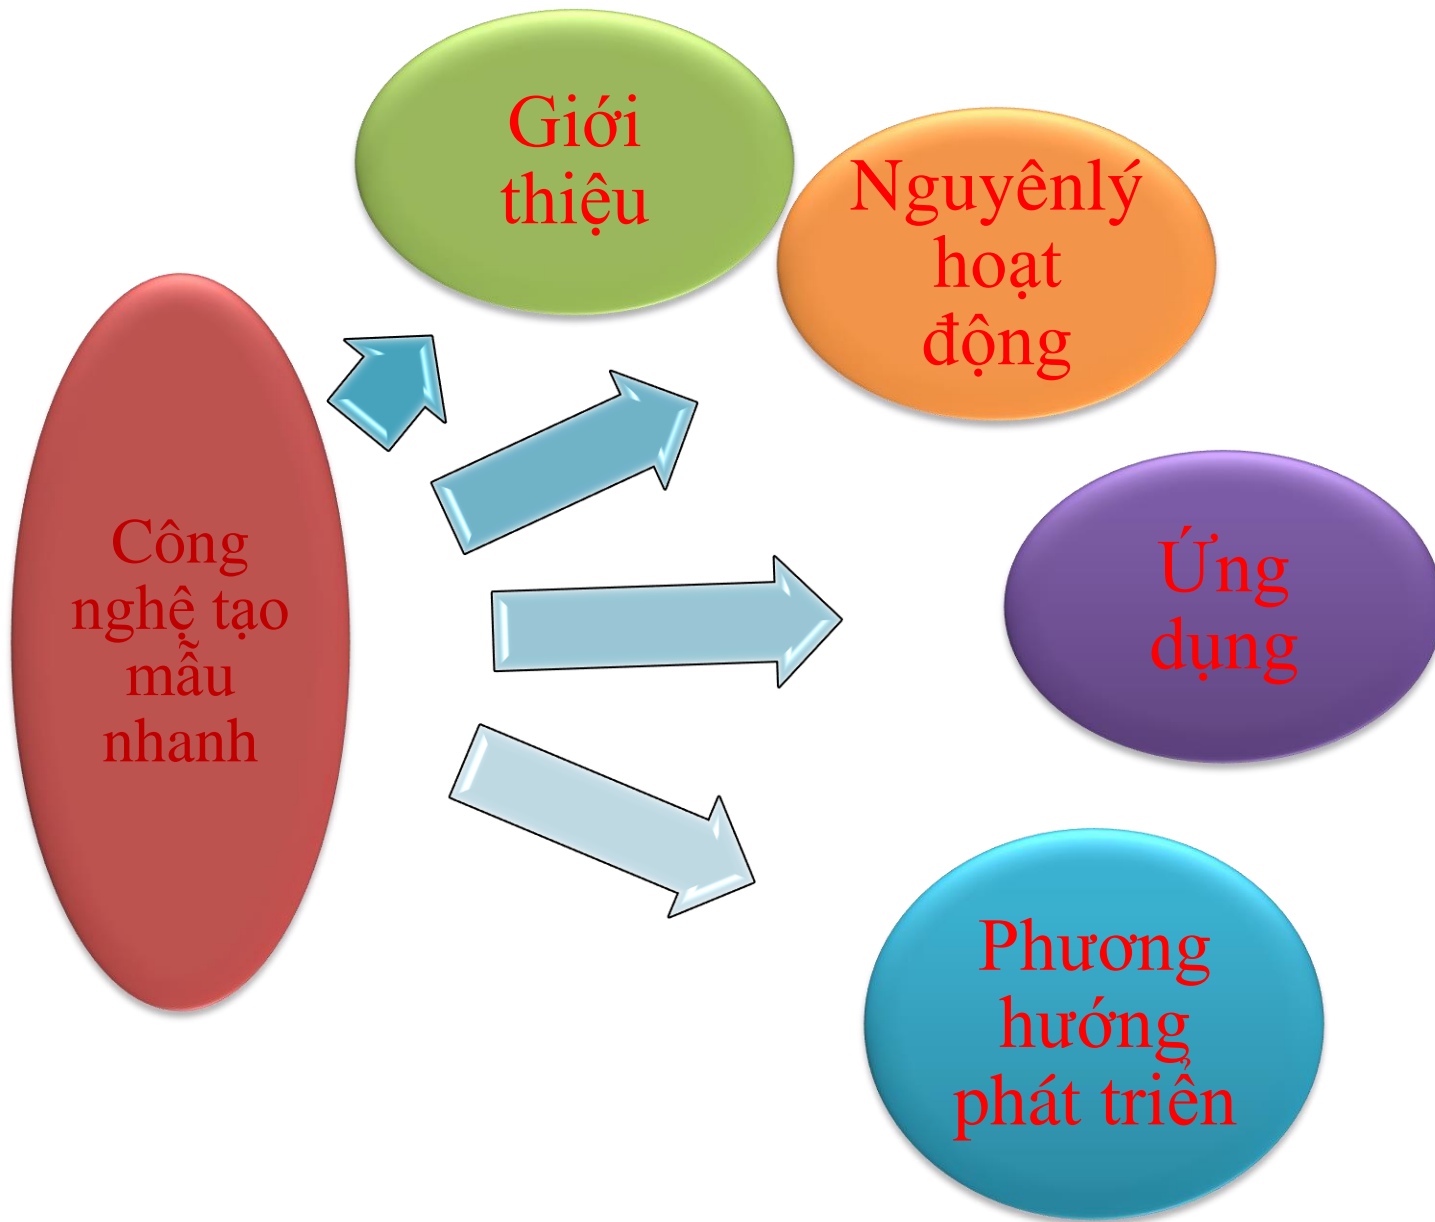 Giới
thiệu
Nguyênlý
hoạt
động
Công
nghệ tạo
mẫu
nhanh
Ứng
dụng
Phương
hướng
phát triển